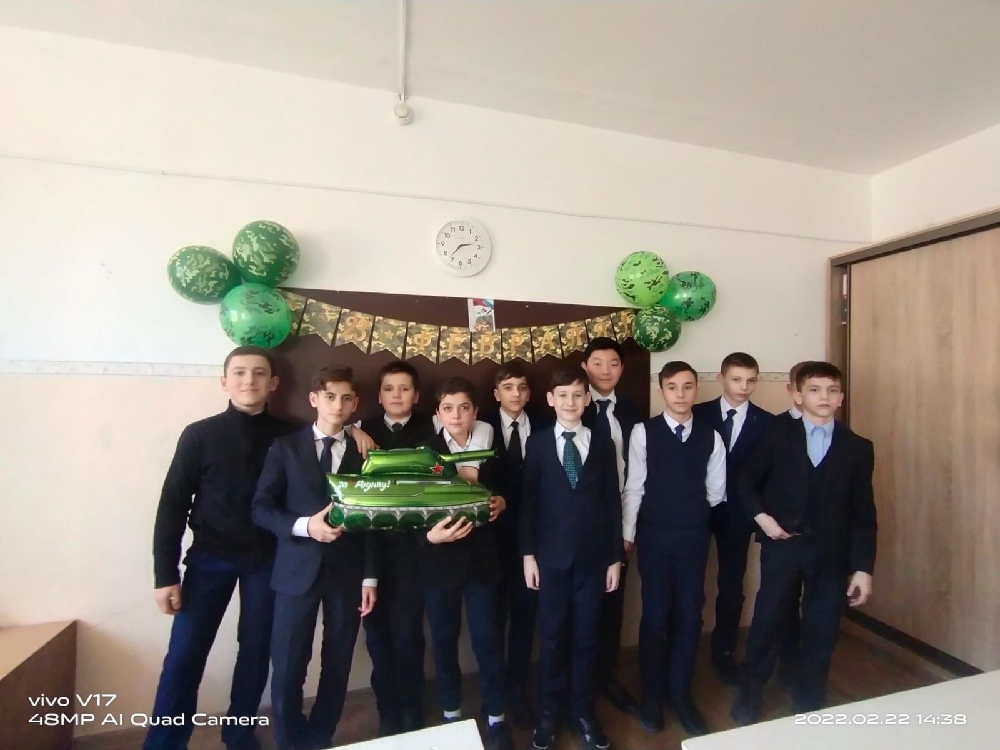 23 ФЕВРАЛЯ!
За Родину!
vivo V17
48MP AI Quad Camera
2022.02.22 14:38